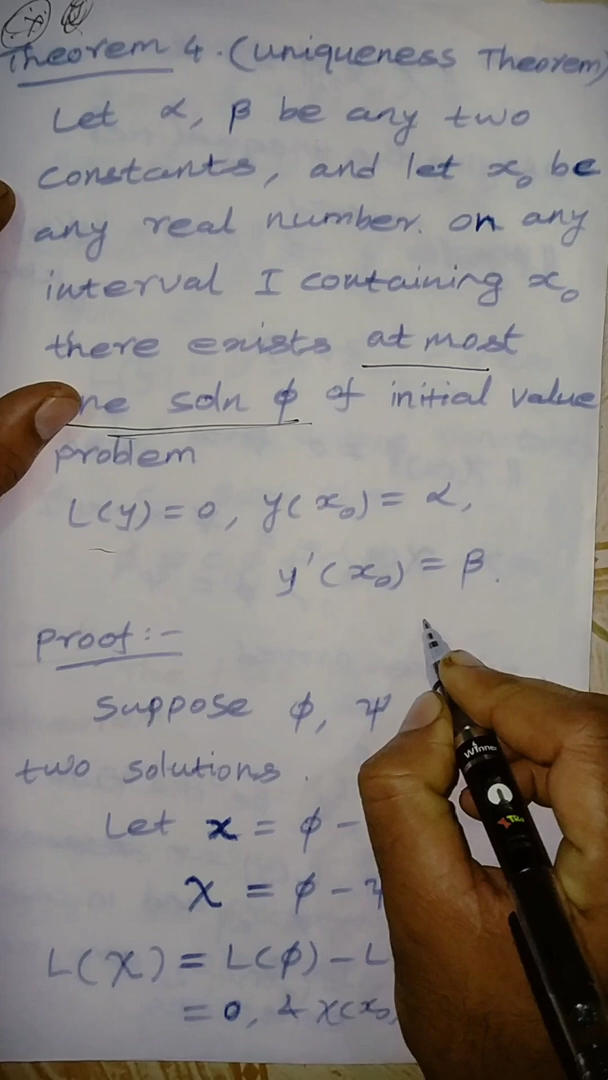 Theorem 4. (Uniqueness Theorem)
Let α, β be any two
constants, and let x₀ be
any real number. on any
interval I containing x₀
there exists at most
ne soln ϕ of initial value
problem
L(y) = 0, y(x₀) = α,
y'(x₀) = β.
Proof :-
Suppose ϕ, ψ
two solutions.
Let x = ϕ -
χ = ϕ - ψ
L(χ) = L(ϕ) - L
= 0, & χ(x₀,
Winner